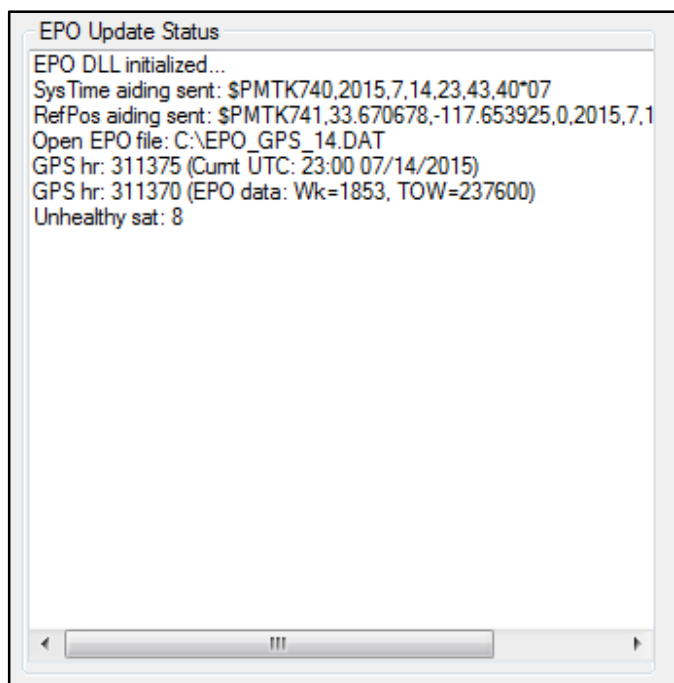 EPO Update Status
EPO DLL initialized...
SysTime aiding sent: $PMTK740,2015,7,14,23,43,40*07
RefPos aiding sent: $PMTK741,33.670678,-117.653925,0,2015,7,1
Open EPO file: C:\EPO_GPS_14.DAT
GPS hr: 311375 (Curnt UTC: 23:00 07/14/2015)
GPS hr: 311370 (EPO data: Wk=1853, TOW=237600)
Unhealthy sat: 8